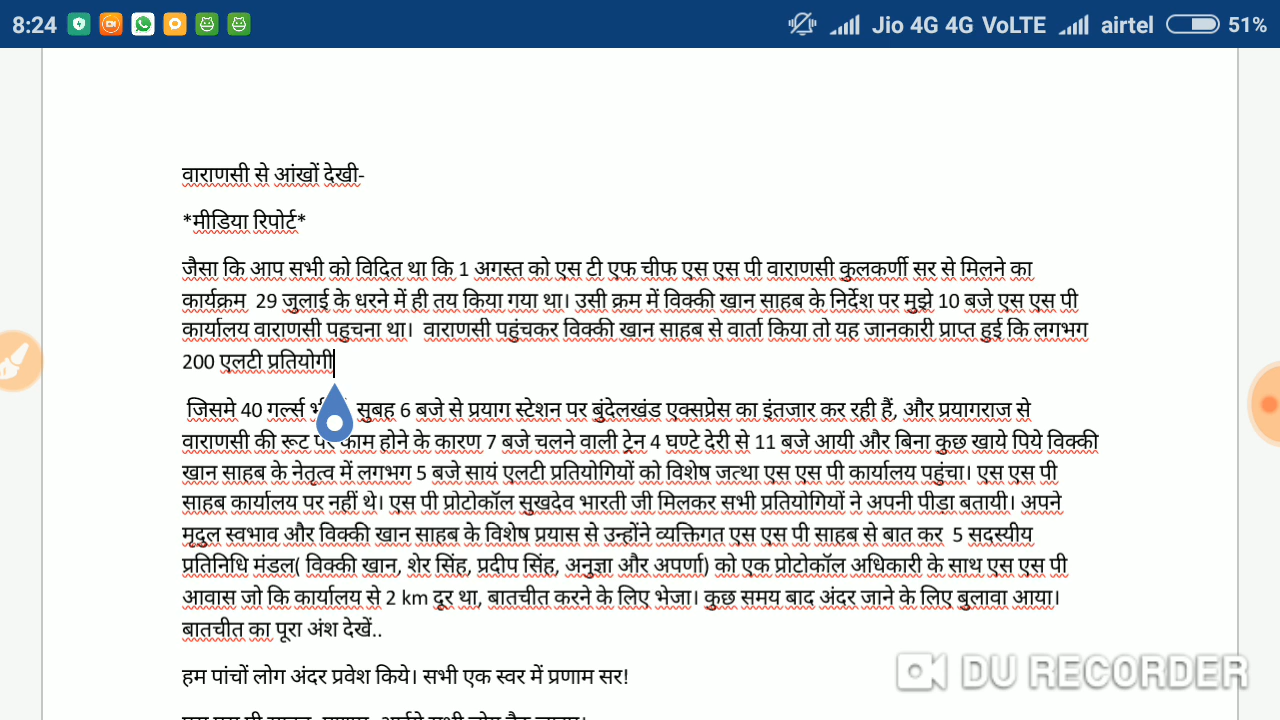 8:24 Jio 4G 4G VoLTE airtel 51%
वाराणसी से आंखों देखी-
*मीडिया रिपोर्ट*
जैसा कि आप सभी को विदित था कि 1 अगस्त को एस टी एफ चीफ एस एस पी वाराणसी कुलकर्णी सर से मिलने का
कार्यक्रम 29 जुलाई के धरने में ही तय किया गया था। उसी क्रम में विक्की खान साहब के निर्देश पर मुझे 10 बजे एस एस पी
कार्यालय वाराणसी पहुचना था। वाराणसी पहुंचकर विक्की खान साहब से वार्ता किया तो यह जानकारी प्राप्त हुई कि लगभग
200 एलटी प्रतियोगी
जिसमे 40 गर्ल्स सुबह 6 बजे से प्रयाग स्टेशन पर बुंदेलखंड एक्सप्रेस का इंतजार कर रही हैं, और प्रयागराज से
वाराणसी की रूट पर काम होने के कारण 7 बजे चलने वाली ट्रेन 4 घण्टे देरी से 11 बजे आयी और बिना कुछ खाये पिये विक्की
खान साहब के नेतृत्व में लगभग 5 बजे सायं एलटी प्रतियोगियों को विशेष जत्था एस एस पी कार्यालय पहुंचा। एस एस पी
साहब कार्यालय पर नहीं थे। एस पी प्रोटोकॉल सुखदेव भारती जी मिलकर सभी प्रतियोगियों ने अपनी पीड़ा बतायी। अपने
मृदुल स्वभाव और विक्की खान साहब के विशेष प्रयास से उन्होंने व्यक्तिगत एस एस पी साहब से बात कर 5 सदस्यीय
प्रतिनिधि मंडल( विक्की खान, शेर सिंह, प्रदीप सिंह, अनुज्ञा और अपर्णा) को एक प्रोटोकॉल अधिकारी के साथ एस एस पी
आवास जो कि कार्यालय से 2 km दूर था, बातचीत करने के लिए भेजा। कुछ समय बाद अंदर जाने के लिए बुलावा आया।
बातचीत का पूरा अंश देखें..
हम पांचों लोग अंदर प्रवेश किये। सभी एक स्वर में प्रणाम सर!
DU RECORDER